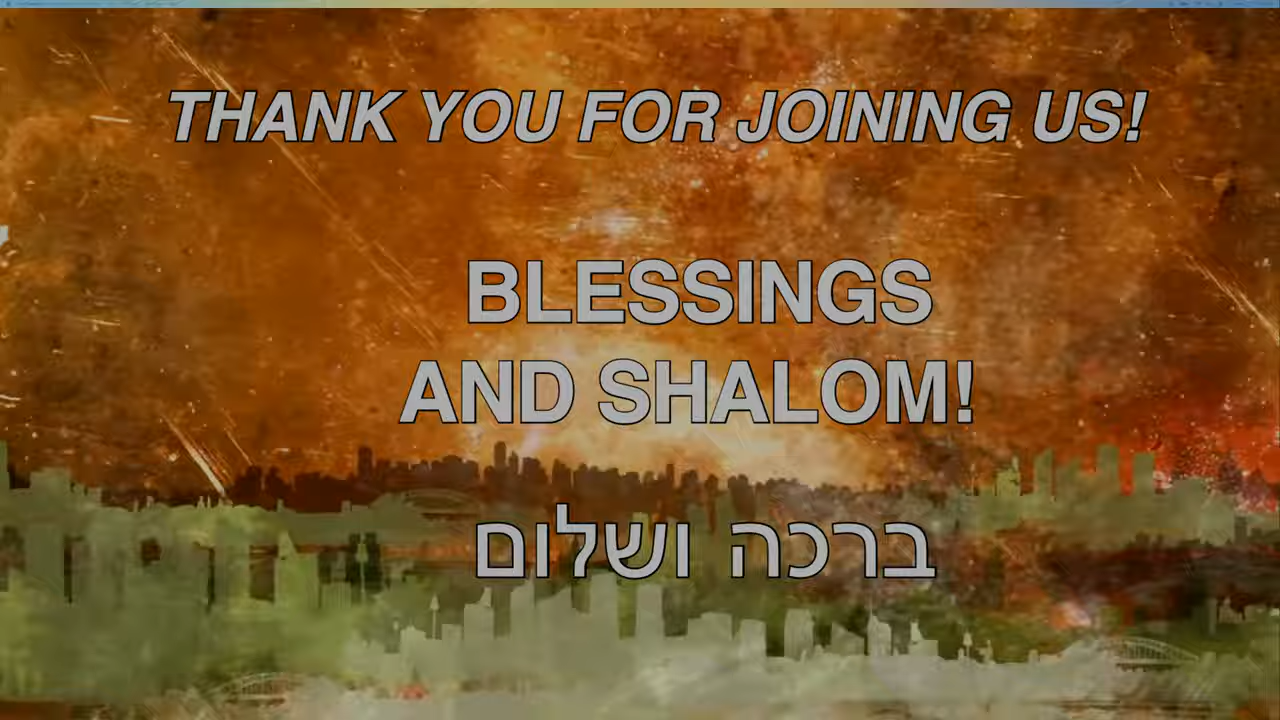 THANK YOU FOR JOINING US!
BLESSINGS
AND SHALOM!
ברכה ושלום